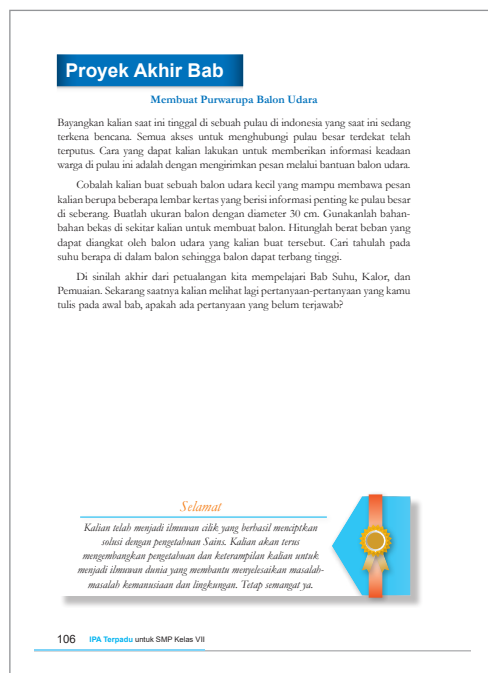 Proyek Akhir Bab
Membuat Purwarupa Balon Udara
Bayangkan kalian saat ini tinggal di sebuah pulau di indonesia yang saat ini sedang
terkena bencana. Semua akses untuk menghubungi pulau besar terdekat telah
terputus. Cara yang dapat kalian lakukan untuk memberikan informasi keadaan
warga di pulau ini adalah dengan mengirimkan pesan melalui bantuan balon udara.
Cobalah kalian buat sebuah balon udara kecil yang mampu membawa pesan
kalian berupa beberapa lembar kertas yang berisi informasi penting ke pulau besar
di seberang. Buatlah ukuran balon dengan diameter 30 cm. Gunakanlah bahan-
bahan bekas di sekitar kalian untuk membuat balon. Hitunglah berat beban yang
dapat diangkat oleh balon udara yang kalian buat tersebut. Cari tahulah pada
suhu berapa di dalam balon sehingga balon dapat terbang tinggi.
Di sinilah akhir dari petualangan kita mempelajari Bab Suhu, Kalor, dan
Pemuaian. Sekarang saatnya kalian melihat lagi pertanyaan-pertanyaan yang kamu
tulis pada awal bab, apakah ada pertanyaan yang belum terjawab?
Selamat
Kalian telah menjadi ilmuwan cilik yang berhasil menciptkan
solusi dengan pengetahuan Sains. Kalian akan terus
mengembangkan pengetahuan dan keterampilan kalian untuk
menjadi ilmuwan dunia yang membantu menyelesaikan masalah-
masalah kemanusiaan dan lingkungan. Tetap semangat ya.
106 IPA Terpadu untuk SMP Kelas VII